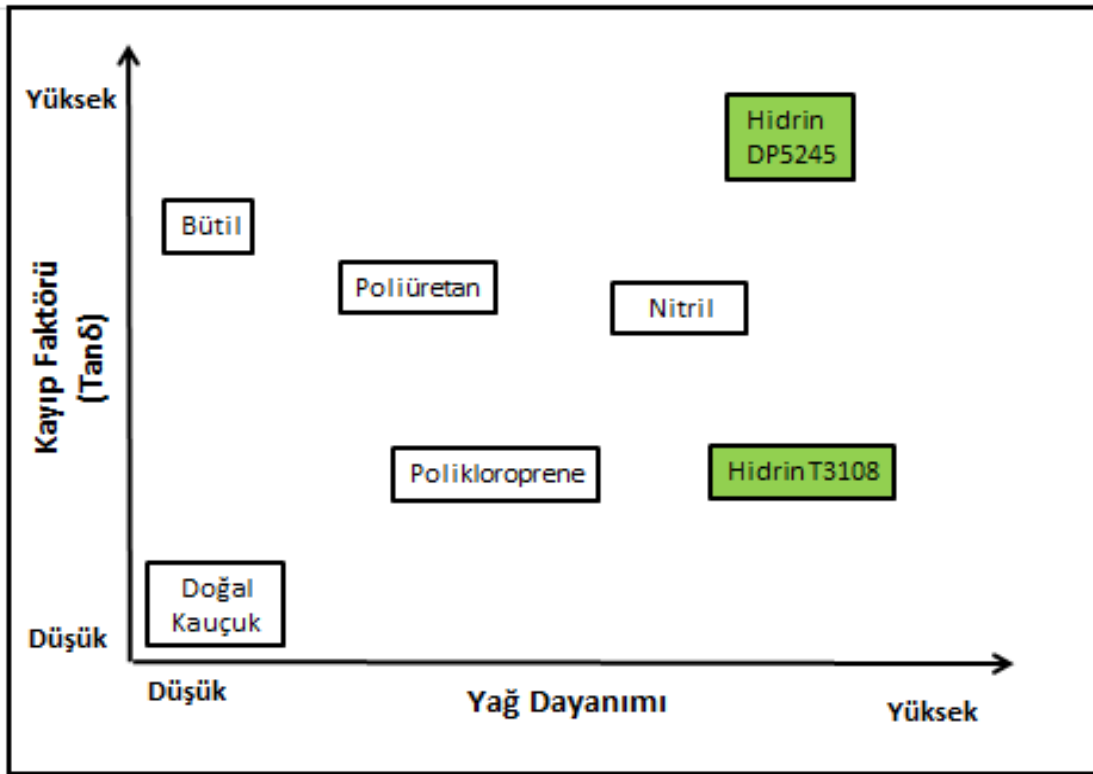 Yüksek
Hidrin
DP5245
Bütil
Poliüretan
Nitril
Kayıp Faktörü
(Tanδ)
Polikloroprene
Hidrin T3108
Doğal
Kauçuk
Düşük
Düşük
Yağ Dayanımı
Yüksek